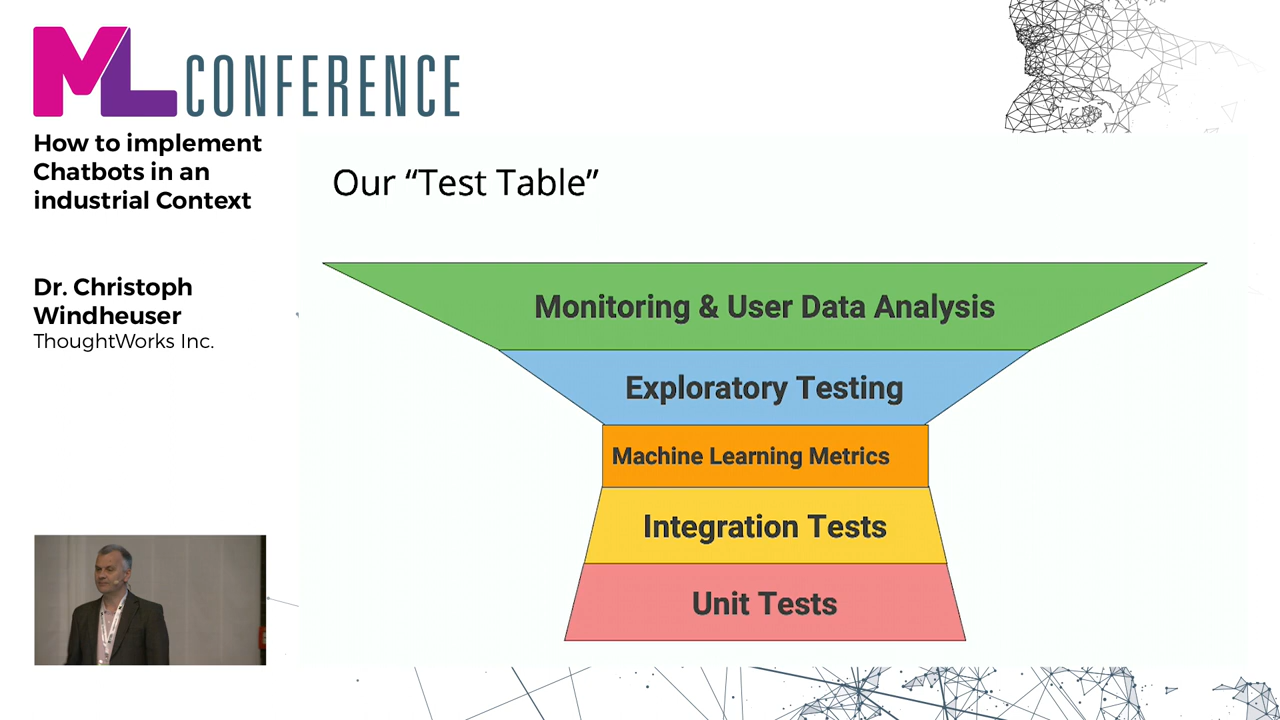 ML CONFERENCE
How to implement
Chatbots in an
industrial Context
Dr. Christoph
Windheuser
ThoughtWorks Inc.
Our “Test Table”
Monitoring & User Data Analysis
Exploratory Testing
Machine Learning Metrics
Integration Tests
Unit Tests